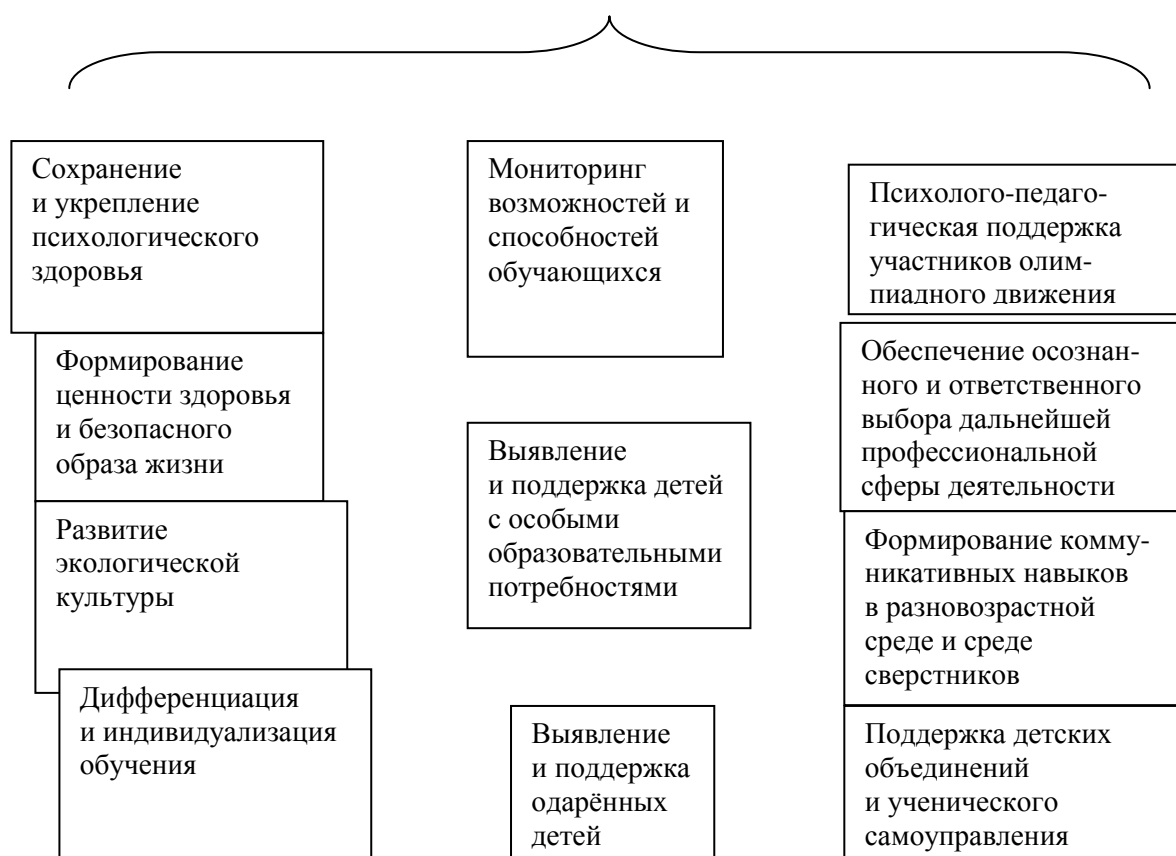 Сохранение
и укрепление
психологического
здоровья
Формирование
ценности здоровья
и безопасного
образа жизни
Развитие
экологической
культуры
Дифференциация
и индивидуализация
обучения
Мониторинг
возможностей и
способностей
обучающихся
Выявление
и поддержка детей
с особыми
образовательными
потребностями
Выявление
и поддержка
одарённых
детей
Психолого-педаго-
гическая поддержка
участников олим-
пиадного движения
Обеспечение осознан-
ного и ответственного
выбора дальнейшей
профессиональной
сферы деятельности
Формирование комму-
никативных навыков
в разновозрастной
среде и среде
сверстников
Поддержка детских
объединений
и ученического
самоуправления